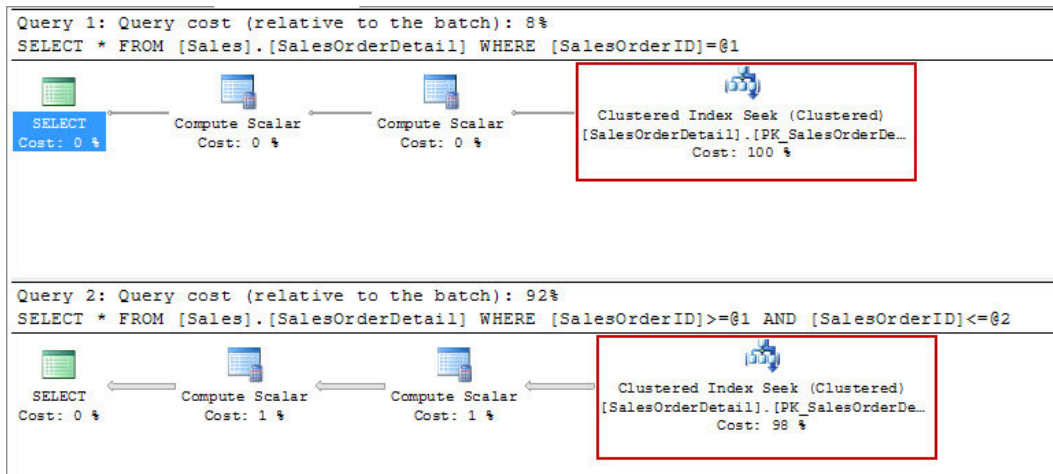 Query 1: Query cost (relative to the batch): 8%
SELECT * FROM [Sales].[SalesOrderDetail] WHERE [SalesOrderID]=@1
SELECT
Cost: 0 %
Compute Scalar
Cost: 0 %
Compute Scalar
Cost: 0 %
Clustered Index Seek (Clustered)
[SalesOrderDetail].[PK_SalesOrderDe…
Cost: 100 %
Query 2: Query cost (relative to the batch): 92%
SELECT * FROM [Sales].[SalesOrderDetail] WHERE [SalesOrderID]>=@1 AND [SalesOrderID]<=@2
SELECT
Cost: 0 %
Compute Scalar
Cost: 1 %
Compute Scalar
Cost: 1 %
Clustered Index Seek (Clustered)
[SalesOrderDetail].[PK_SalesOrderDe…
Cost: 98 %